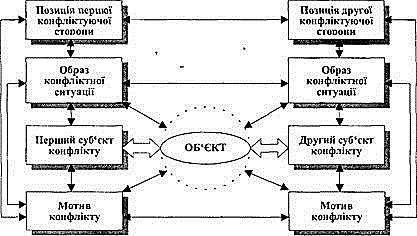 Позиція першої
конфліктуючої
сторони
Позиція другої
конфліктуючої
сторони
Образ
конфліктної
ситуації
Образ
конфліктної
ситуації
Перший суб'єкт
конфлікту
ОБ'ЄКТ
Другий суб'єкт
конфлікту
Мотив
конфлікту
Мотив
конфлікту